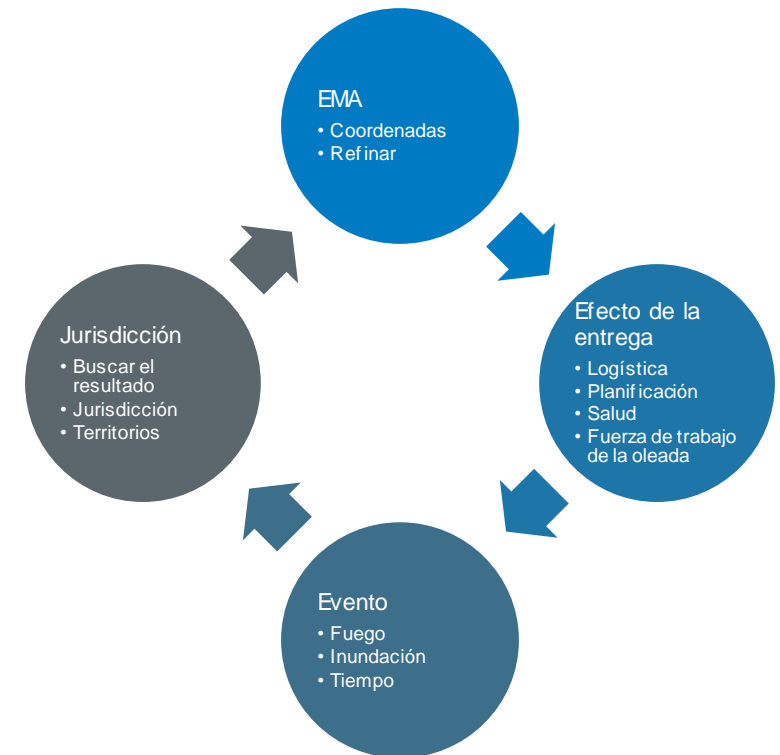 EMA
• Coordenadas
• Refinar
Efecto de la
entrega
• Logística
• Planificación
• Salud
• Fuerza de trabajo
de la oleada
Evento
• Fuego
• Inundación
• Tiempo
Jurisdicción
• Buscar el
resultado
• Jurisdicción
• Territorios